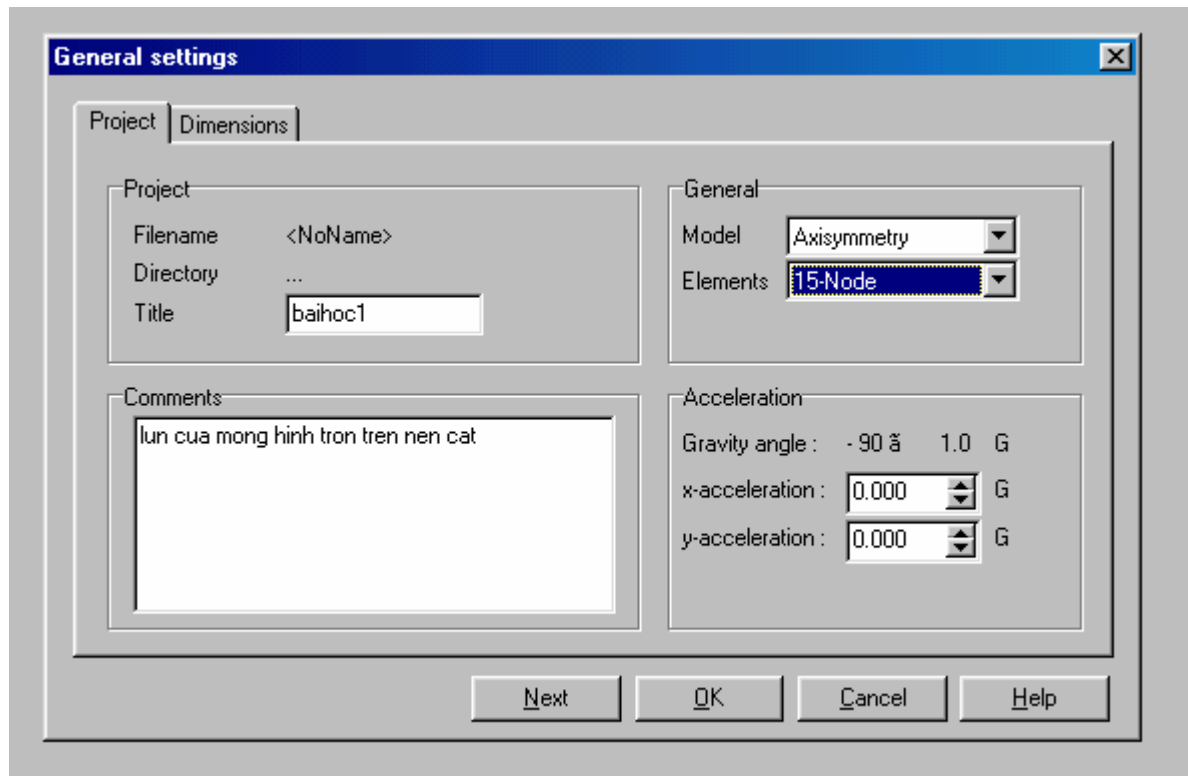 General settings
Project Dimensions
Project
Filename <NoName>
Directory ...
Title baihoc1
General
Model Axisymmetry
Elements 15-Node
Comments
lun cua mong hinh tron tren nen cat
Acceleration
Gravity angle : - 90 ã 1.0 G
x-acceleration : 0.000 G
y-acceleration : 0.000 G
Next OK Cancel Help